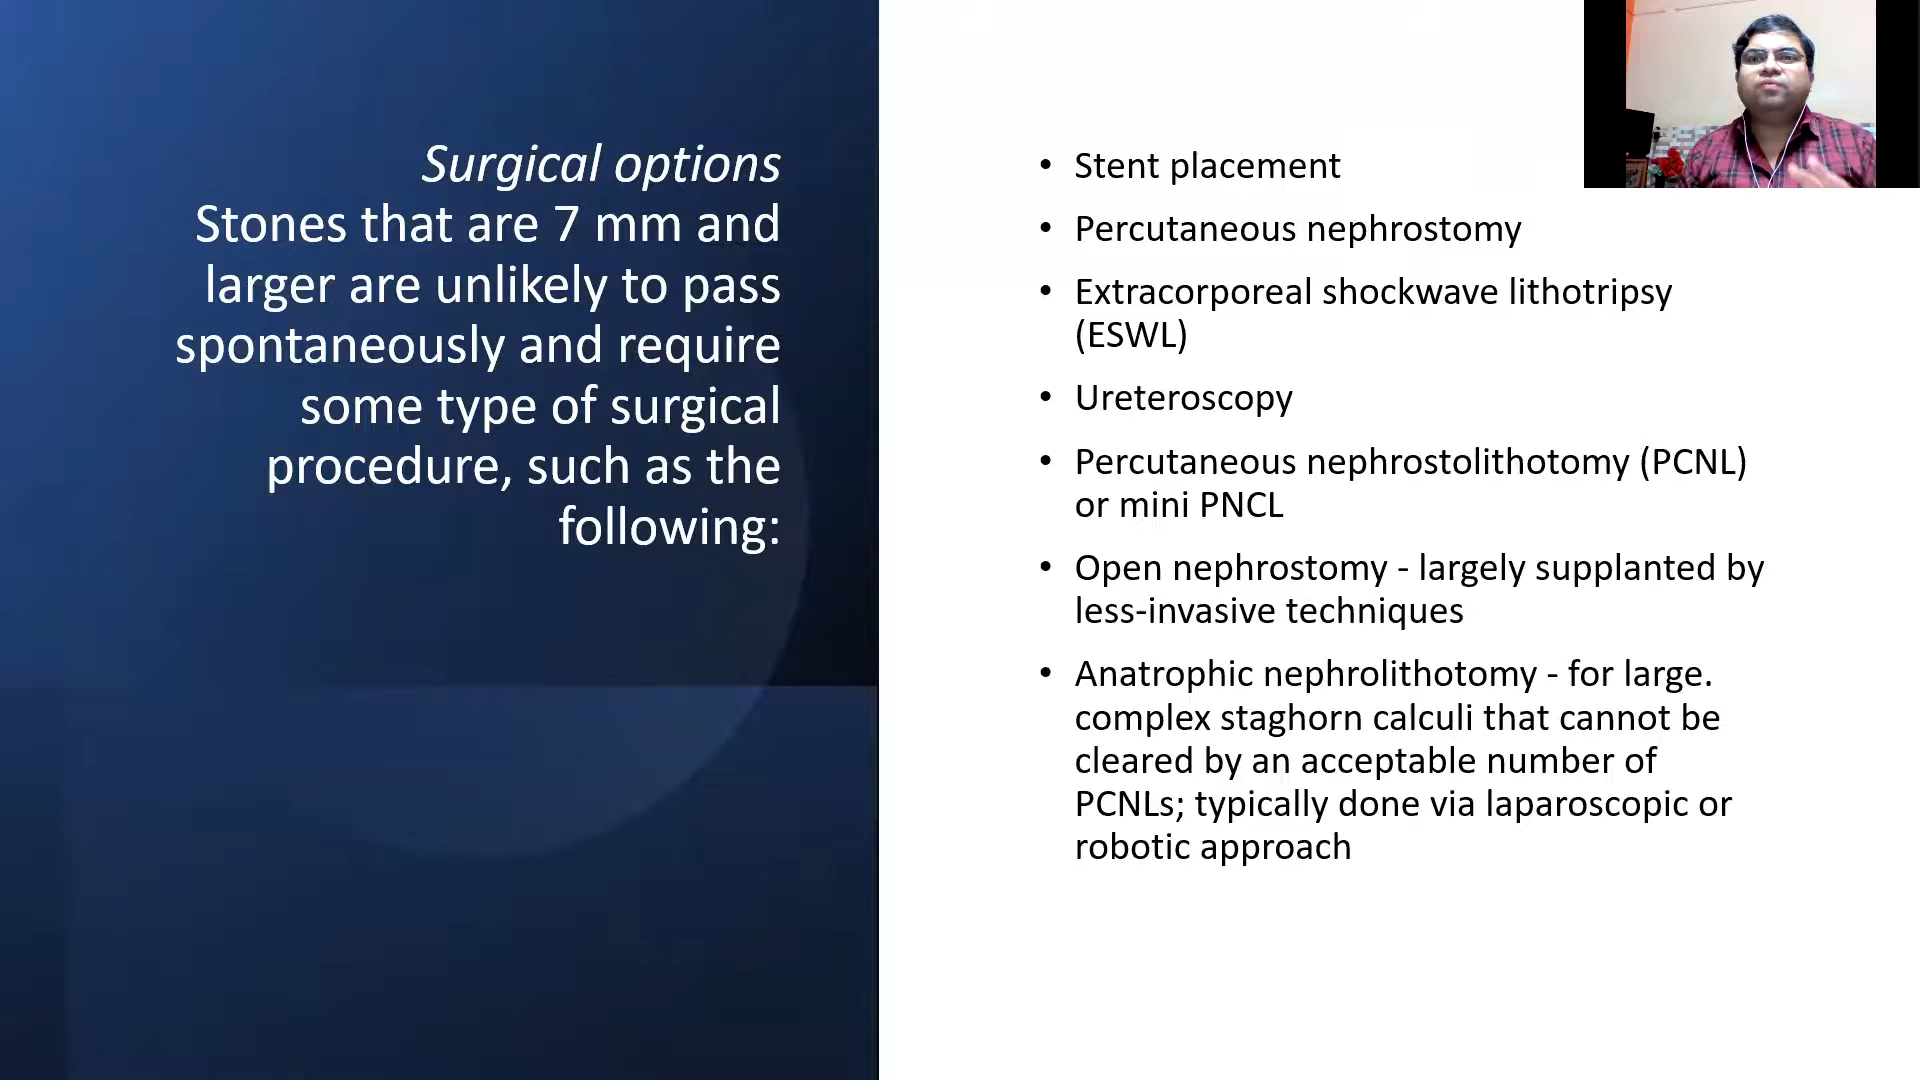 Surgical options
Stones that are 7 mm and
larger are unlikely to pass
spontaneously and require
some type of surgical
procedure, such as the
following:
• Stent placement
• Percutaneous nephrostomy
• Extracorporeal shockwave lithotripsy
(ESWL)
• Ureteroscopy
• Percutaneous nephrostolithotomy (PCNL)
or mini PNCL
• Open nephrostomy - largely supplanted by
less-invasive techniques
• Anatrophic nephrolithotomy - for large.
complex staghorn calculi that cannot be
cleared by an acceptable number of
PCNLs; typically done via laparoscopic or
robotic approach